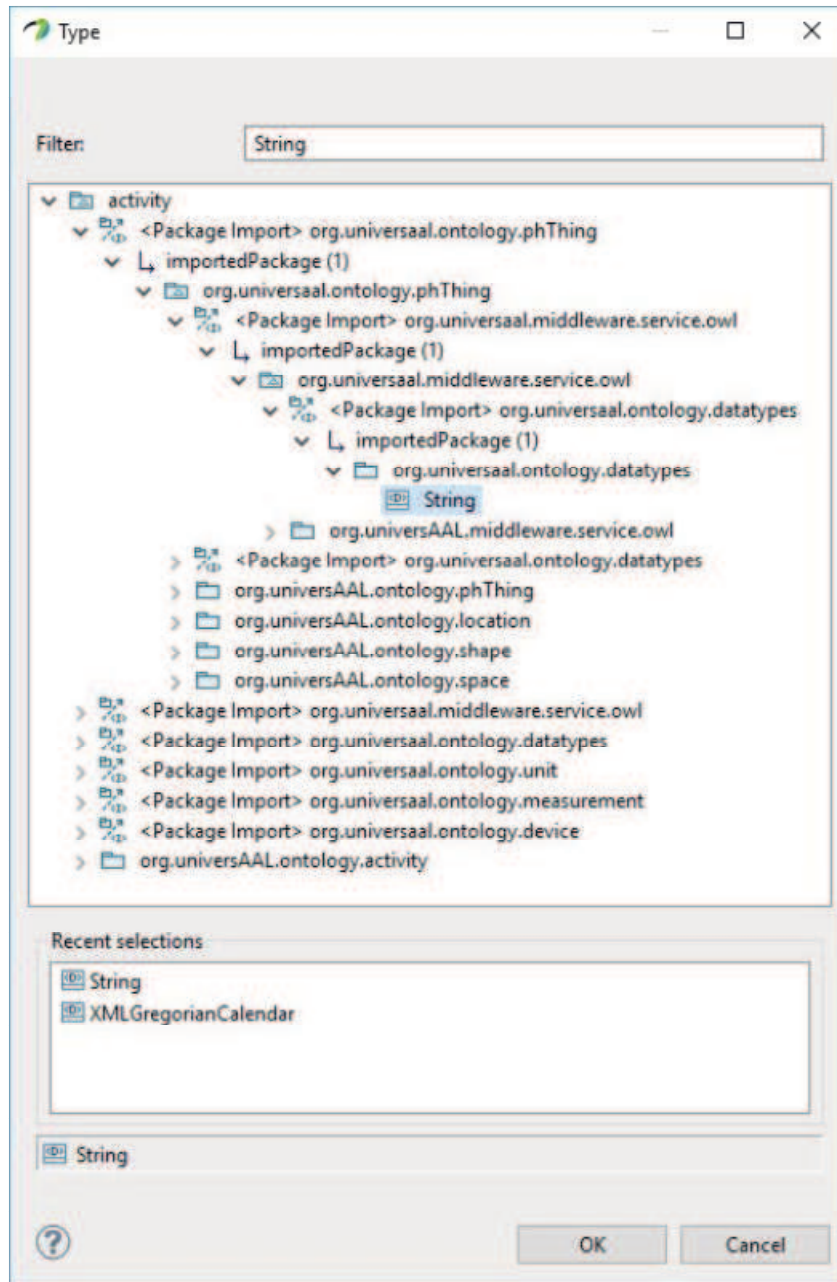 Type
Filter: String
activity
<Package Import> org.universaal.ontology.phThing
importedPackage (1)
org.universaal.ontology.phThing
<Package Import> org.universaal.middleware.service.owl
importedPackage (1)
org.universaal.middleware.service.owl
<Package Import> org.universaal.ontology.datatypes
importedPackage (1)
org.universaal.ontology.datatypes
<D> String
org.universAAL.middleware.service.owl
<Package Import> org.universaal.ontology.datatypes
org.universAAL.ontology.phThing
org.universAAL.ontology.location
org.universAAL.ontology.shape
org.universAAL.ontology.space
<Package Import> org.universaal.middleware.service.owl
<Package Import> org.universaal.ontology.datatypes
<Package Import> org.universaal.ontology.unit
<Package Import> org.universaal.ontology.measurement
<Package Import> org.universaal.ontology.device
org.universAAL.ontology.activity
Recent selections
<D> String
<D> XMLGregorianCalendar
<D> String
? OK Cancel